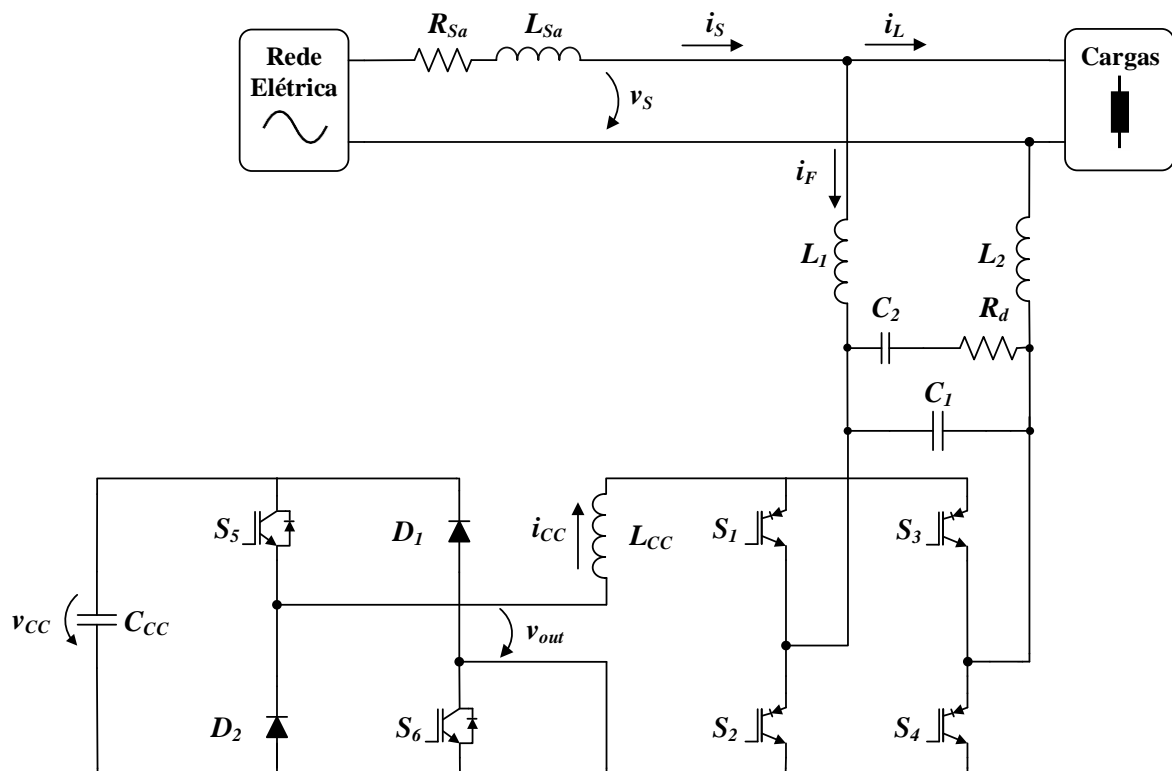 R_Sa
L_Sa
i_S
i_L
Rede
Elétrica
Cargas
v_S
i_F
L_1
L_2
C_2
R_d
C_1
S_5
D_1
i_CC
L_CC
S_1
S_3
v_CC
C_CC
v_out
D_2
S_6
S_2
S_4